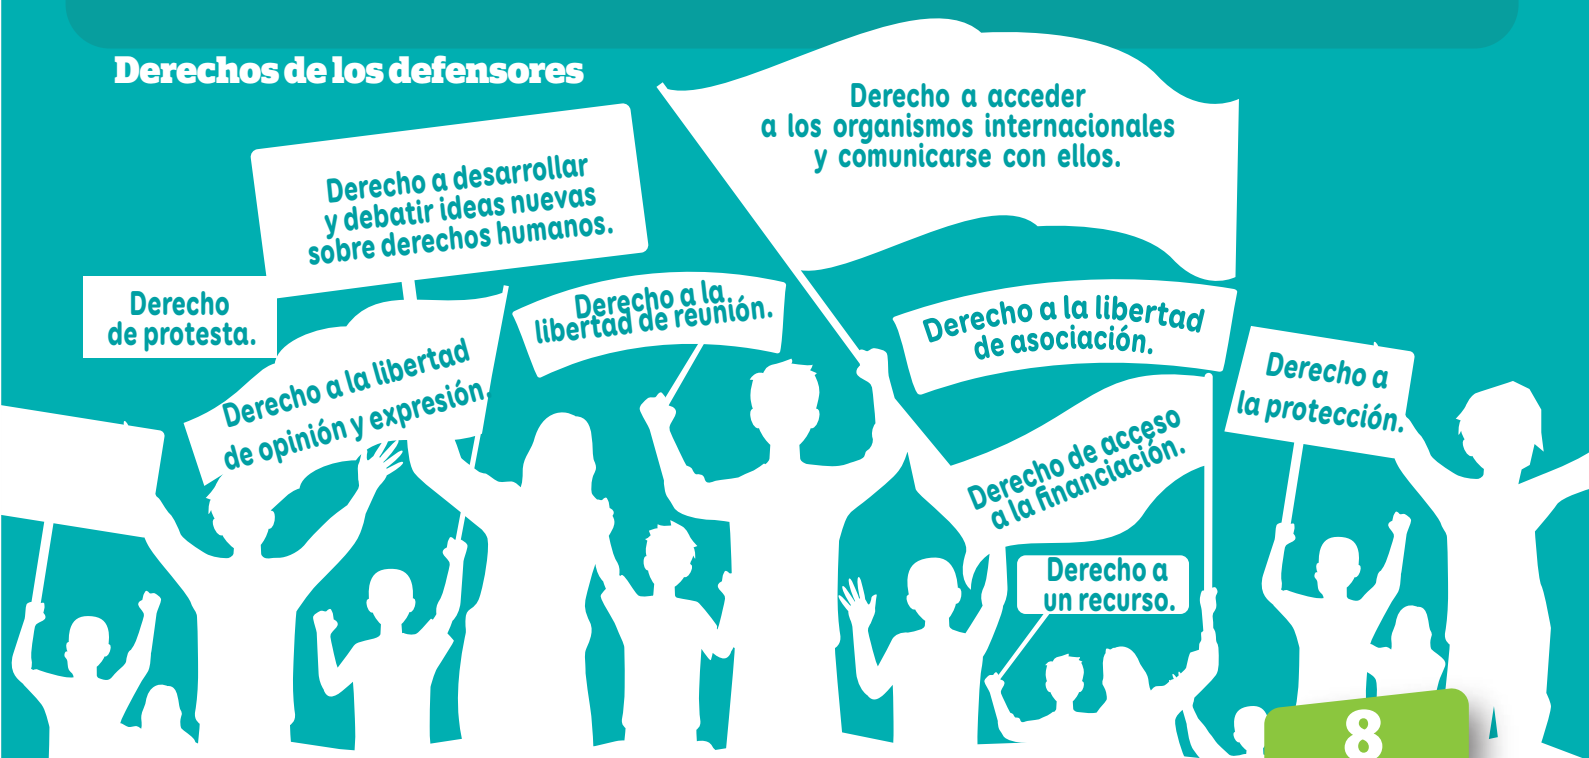 Derechos de los defensores
Derecho a acceder
a los organismos internacionales
y comunicarse con ellos.
Derecho a desarrollar
y debatir ideas nuevas
sobre derechos humanos.
Derecho
de protesta.
Derecho a la
libertad de reunión.
Derecho a la libertad
de asociación.
Derecho a la libertad
de opinión y expresión.
Derecho a
la protección.
Derecho de acceso
a la financiación.
Derecho a
un recurso.
8